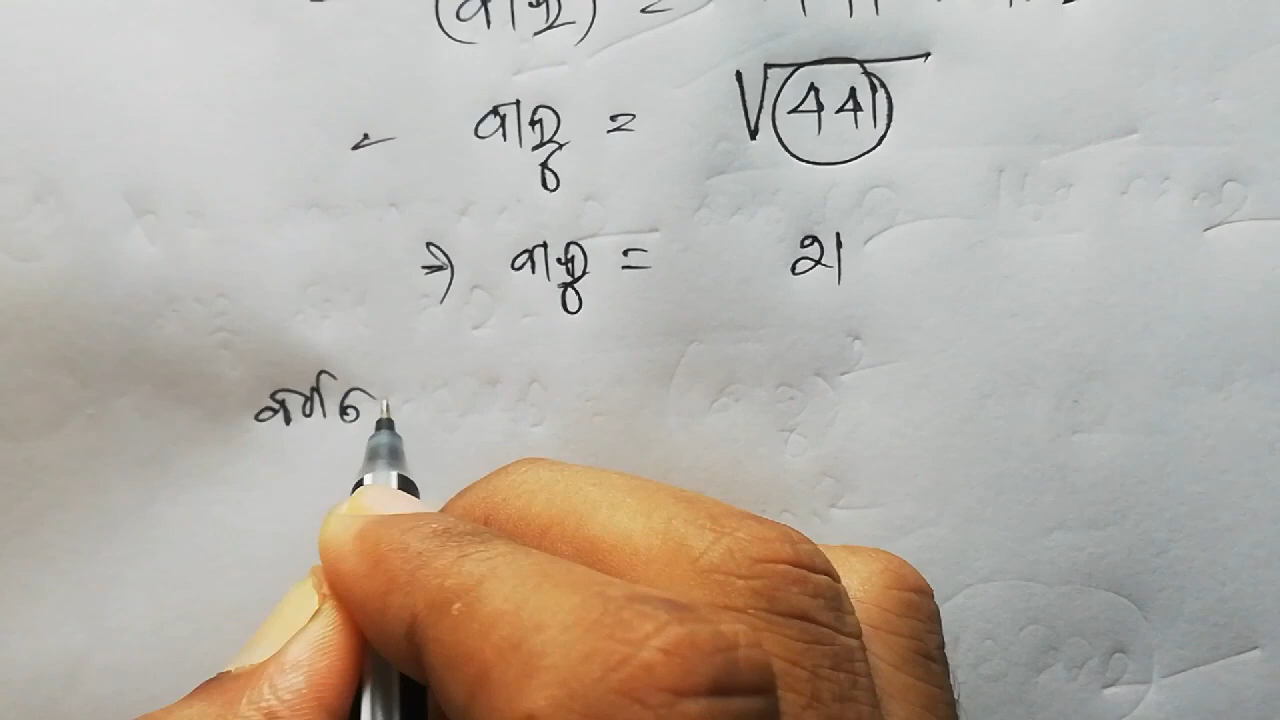 (ବାହୁ) =
ବାହୁ = √441
⇒ ବାହୁ = 21
ବର୍ଗ